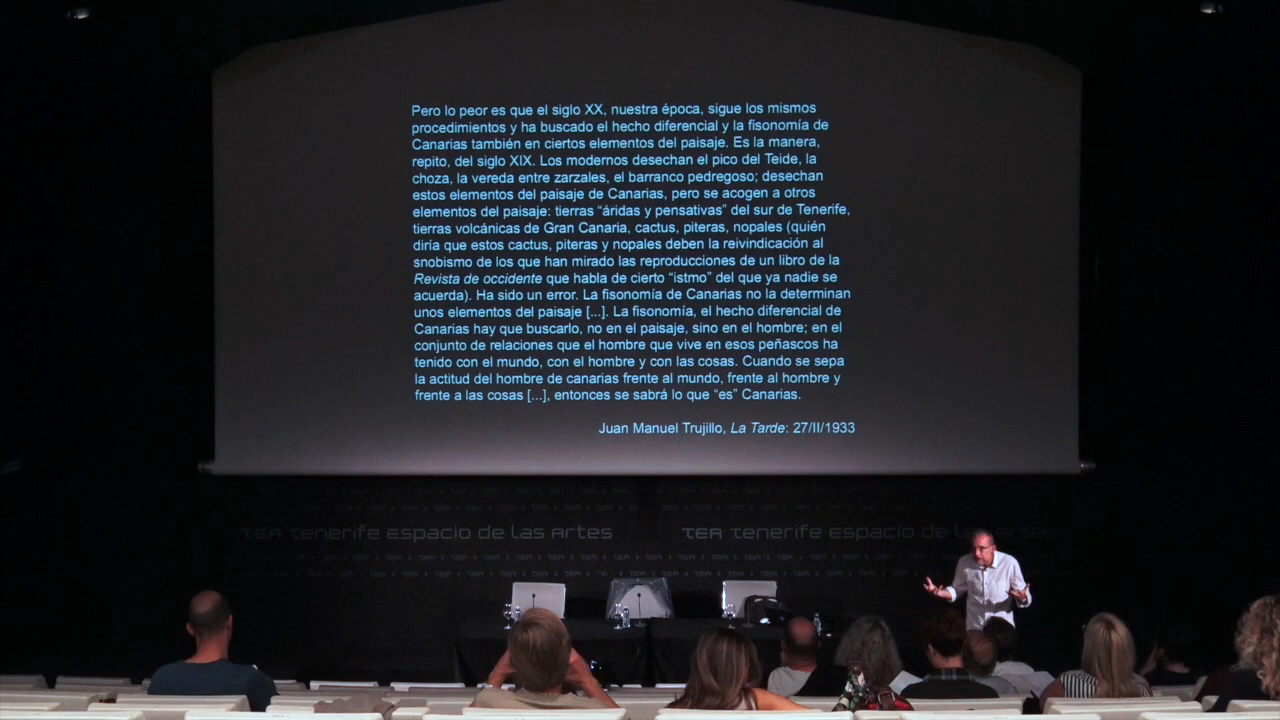 Pero lo peor es que el siglo XX, nuestra época, sigue los mismos
procedimientos y ha buscado el hecho diferencial y la fisonomía de
Canarias también en ciertos elementos del paisaje. Es la manera,
repito, del siglo XIX. Los modernos desechan el pico del Teide, la
choza, la vereda entre zarzales, el barranco pedregoso; desechan
estos elementos del paisaje de Canarias, pero se acogen a otros
elementos del paisaje: tierras “áridas y pensativas” del sur de Tenerife,
tierras volcánicas de Gran Canaria, cactus, piteras, nopales (quién
diría que estos cactus, piteras y nopales deben la reivindicación al
snobismo de los que han mirado las reproducciones de un libro de la
Revista de occidente que habla de cierto “istmo” del que ya nadie se
acuerda). Ha sido un error. La fisonomía de Canarias no la determinan
unos elementos del paisaje [...]. La fisonomía, el hecho diferencial de
Canarias hay que buscarlo, no en el paisaje, sino en el hombre; en el
conjunto de relaciones que el hombre que vive en esos peñascos ha
tenido con el mundo, con el hombre y con las cosas. Cuando se sepa
la actitud del hombre de canarias frente al mundo, frente al hombre y
frente a las cosas [...], entonces se sabrá lo que “es” Canarias.
Juan Manuel Trujillo, La Tarde: 27/II/1933
TEA Tenerife espacio de las artes TEA Tenerife espacio de las artes